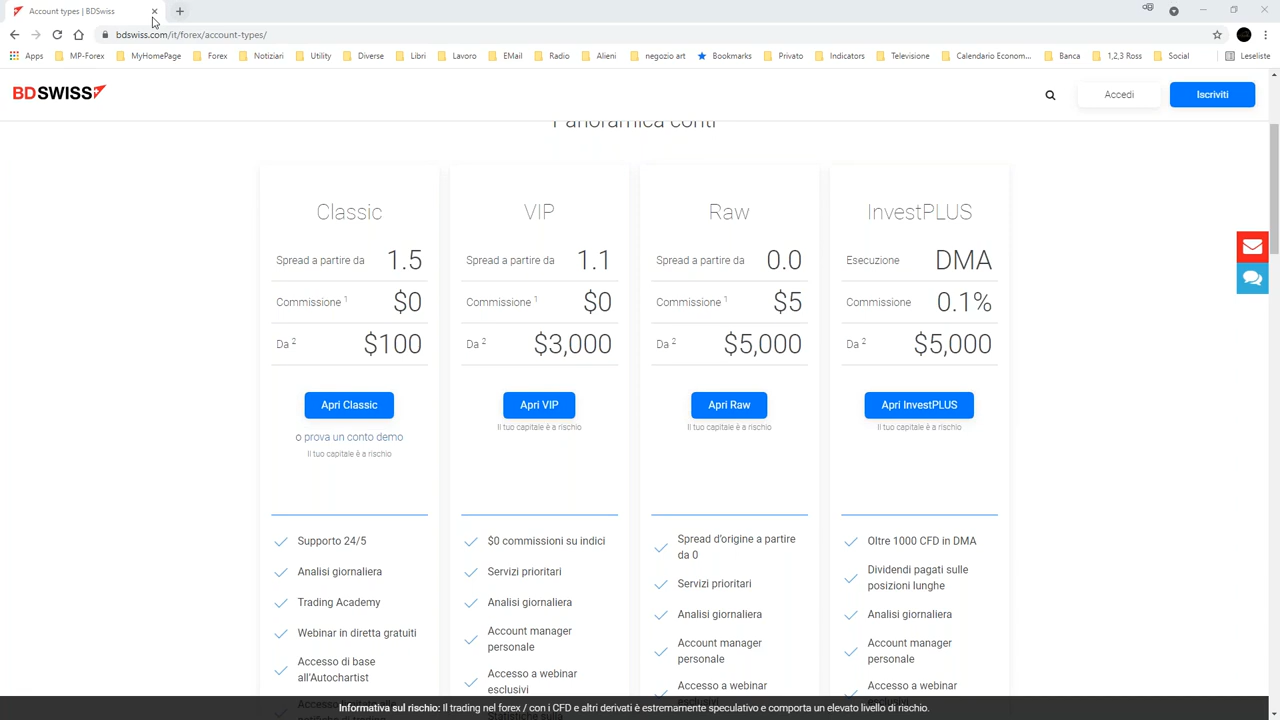 Account types | BDSwiss
bdswiss.com/it/forex/account-types/
Apps MP-Forex MyHomePage Forex Notiziari Utility Diverse Libri Lavoro EMail Radio Alieni negozio art Bookmarks Privato Indicators Televisione Calendario Econom... Banca 1,2,3 Ross Social Leseliste
BDSWISS Accedi Iscriviti
Panoramica conti
Classic
Spread a partire da 1.5
Commissione 1 $0
Da 2 $100
Apri Classic
o prova un conto demo
Il tuo capitale è a rischio
Supporto 24/5
Analisi giornaliera
Trading Academy
Webinar in diretta gratuiti
Accesso di base
all'Autochartist
VIP
Spread a partire da 1.1
Commissione 1 $0
Da 2 $3,000
Apri VIP
Il tuo capitale è a rischio
$0 commissioni su indici
Servizi prioritari
Analisi giornaliera
Account manager
personale
Accesso a webinar
esclusivi
Raw
Spread a partire da 0.0
Commissione 1 $5
Da 2 $5,000
Apri Raw
Il tuo capitale è a rischio
Spread d'origine a partire
da 0
Servizi prioritari
Analisi giornaliera
Account manager
personale
Accesso a webinar
esclusivi
InvestPLUS
Esecuzione DMA
Commissione 0.1%
Da 2 $5,000
Apri InvestPLUS
Il tuo capitale è a rischio
Oltre 1000 CFD in DMA
Dividendi pagati sulle
posizioni lunghe
Analisi giornaliera
Account manager
personale
Accesso a webinar
esclusivi
Informativa sul rischio: Il trading nel forex / con i CFD e altri derivati è estremamente speculativo e comporta un elevato livello di rischio.